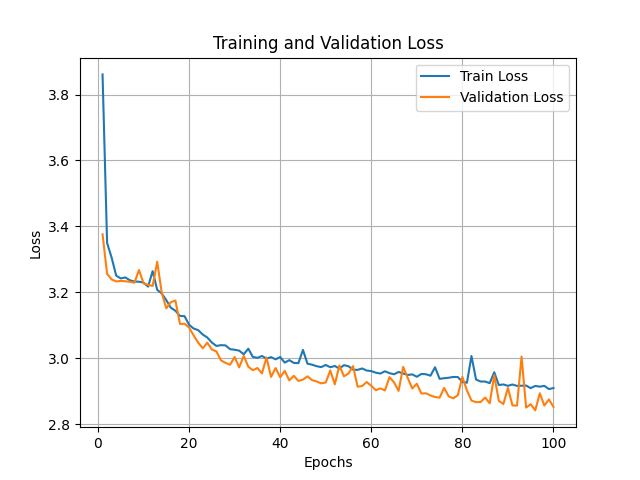 Training and Validation Loss
Train Loss
Validation Loss
3.8
3.6
3.4
3.2
3.0
2.8
Loss
0 20 40 60 80 100
Epochs